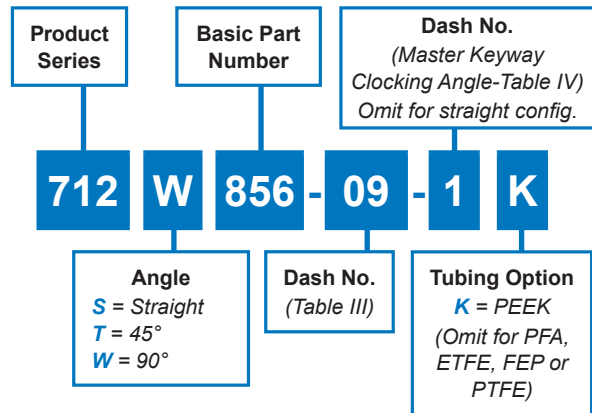 Product
Series
Basic Part
Number
Dash No.
(Master Keyway
Clocking Angle-Table IV)
Omit for straight config.
712 W 856 - 09 - 1 K
Angle
S = Straight
T = 45°
W = 90°
Dash No.
(Table III)
Tubing Option
K = PEEK
(Omit for PFA,
ETFE, FEP or
PTFE)